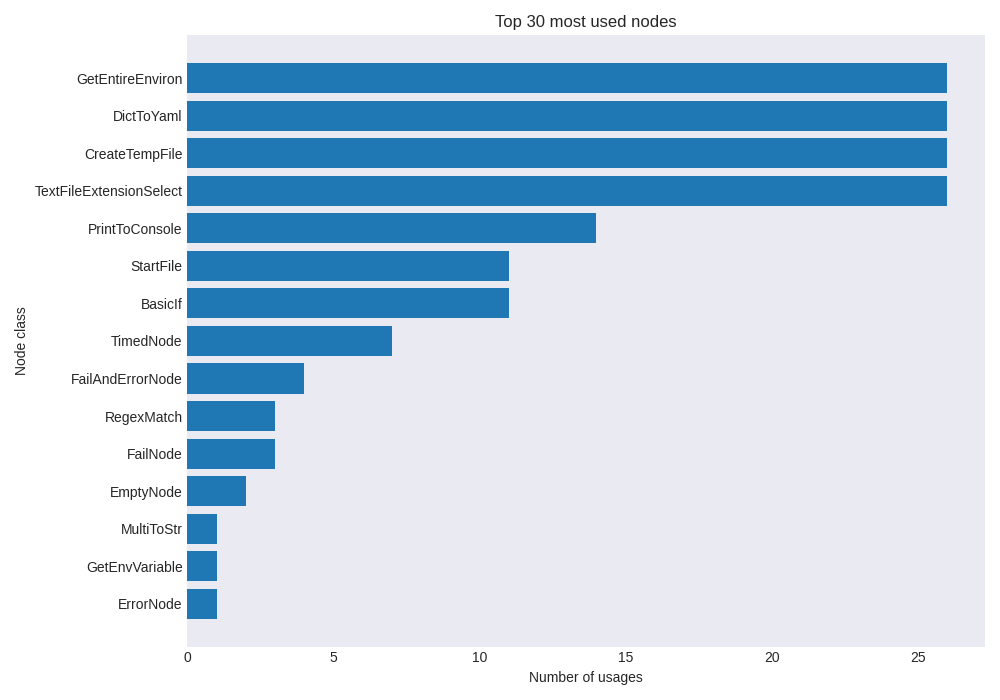 Top 30 most used nodes
GetEntireEnviron
DictToYaml
CreateTempFile
TextFileExtensionSelect
PrintToConsole
StartFile
BasicIf
TimedNode
FailAndErrorNode
RegexMatch
FailNode
EmptyNode
MultiToStr
GetEnvVariable
ErrorNode
Node class
0 5 10 15 20 25
Number of usages